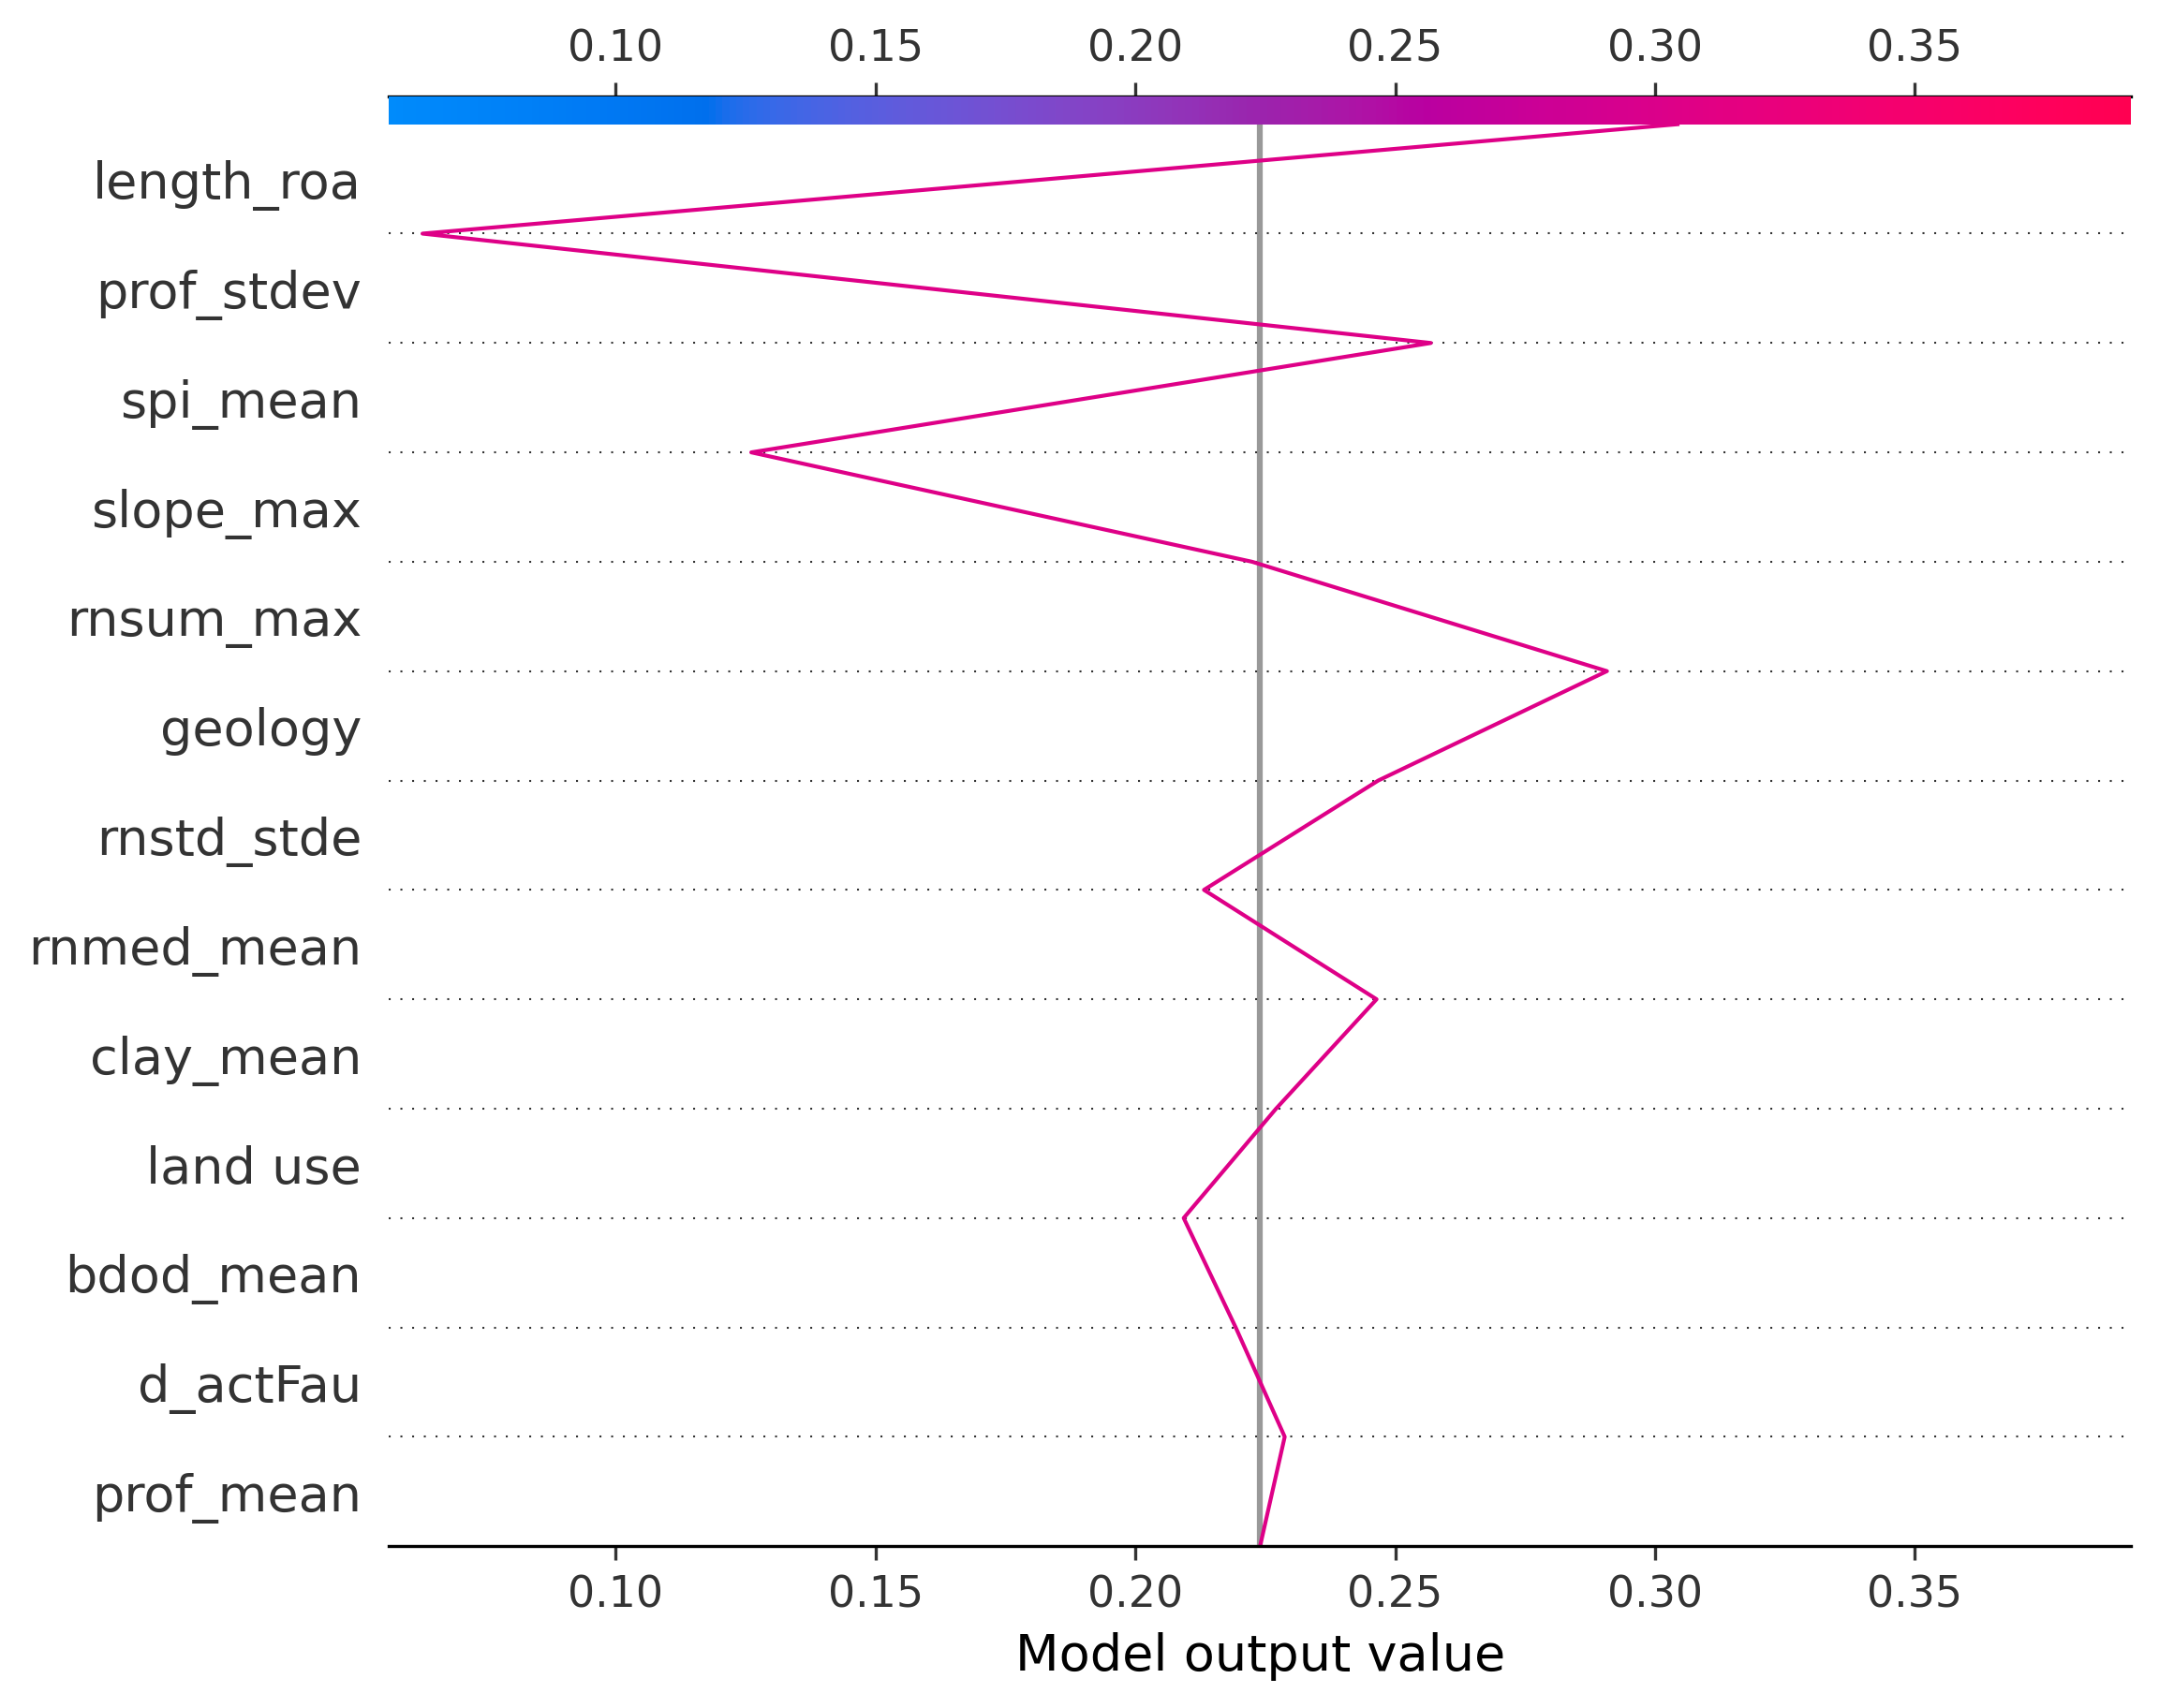 0.10 0.15 0.20 0.25 0.30 0.35
length_roa
prof_stdev
spi_mean
slope_max
rnsum_max
geology
rnstd_stde
rnmed_mean
clay_mean
land use
bdod_mean
d_actFau
prof_mean
0.10 0.15 0.20 0.25 0.30 0.35
Model output value